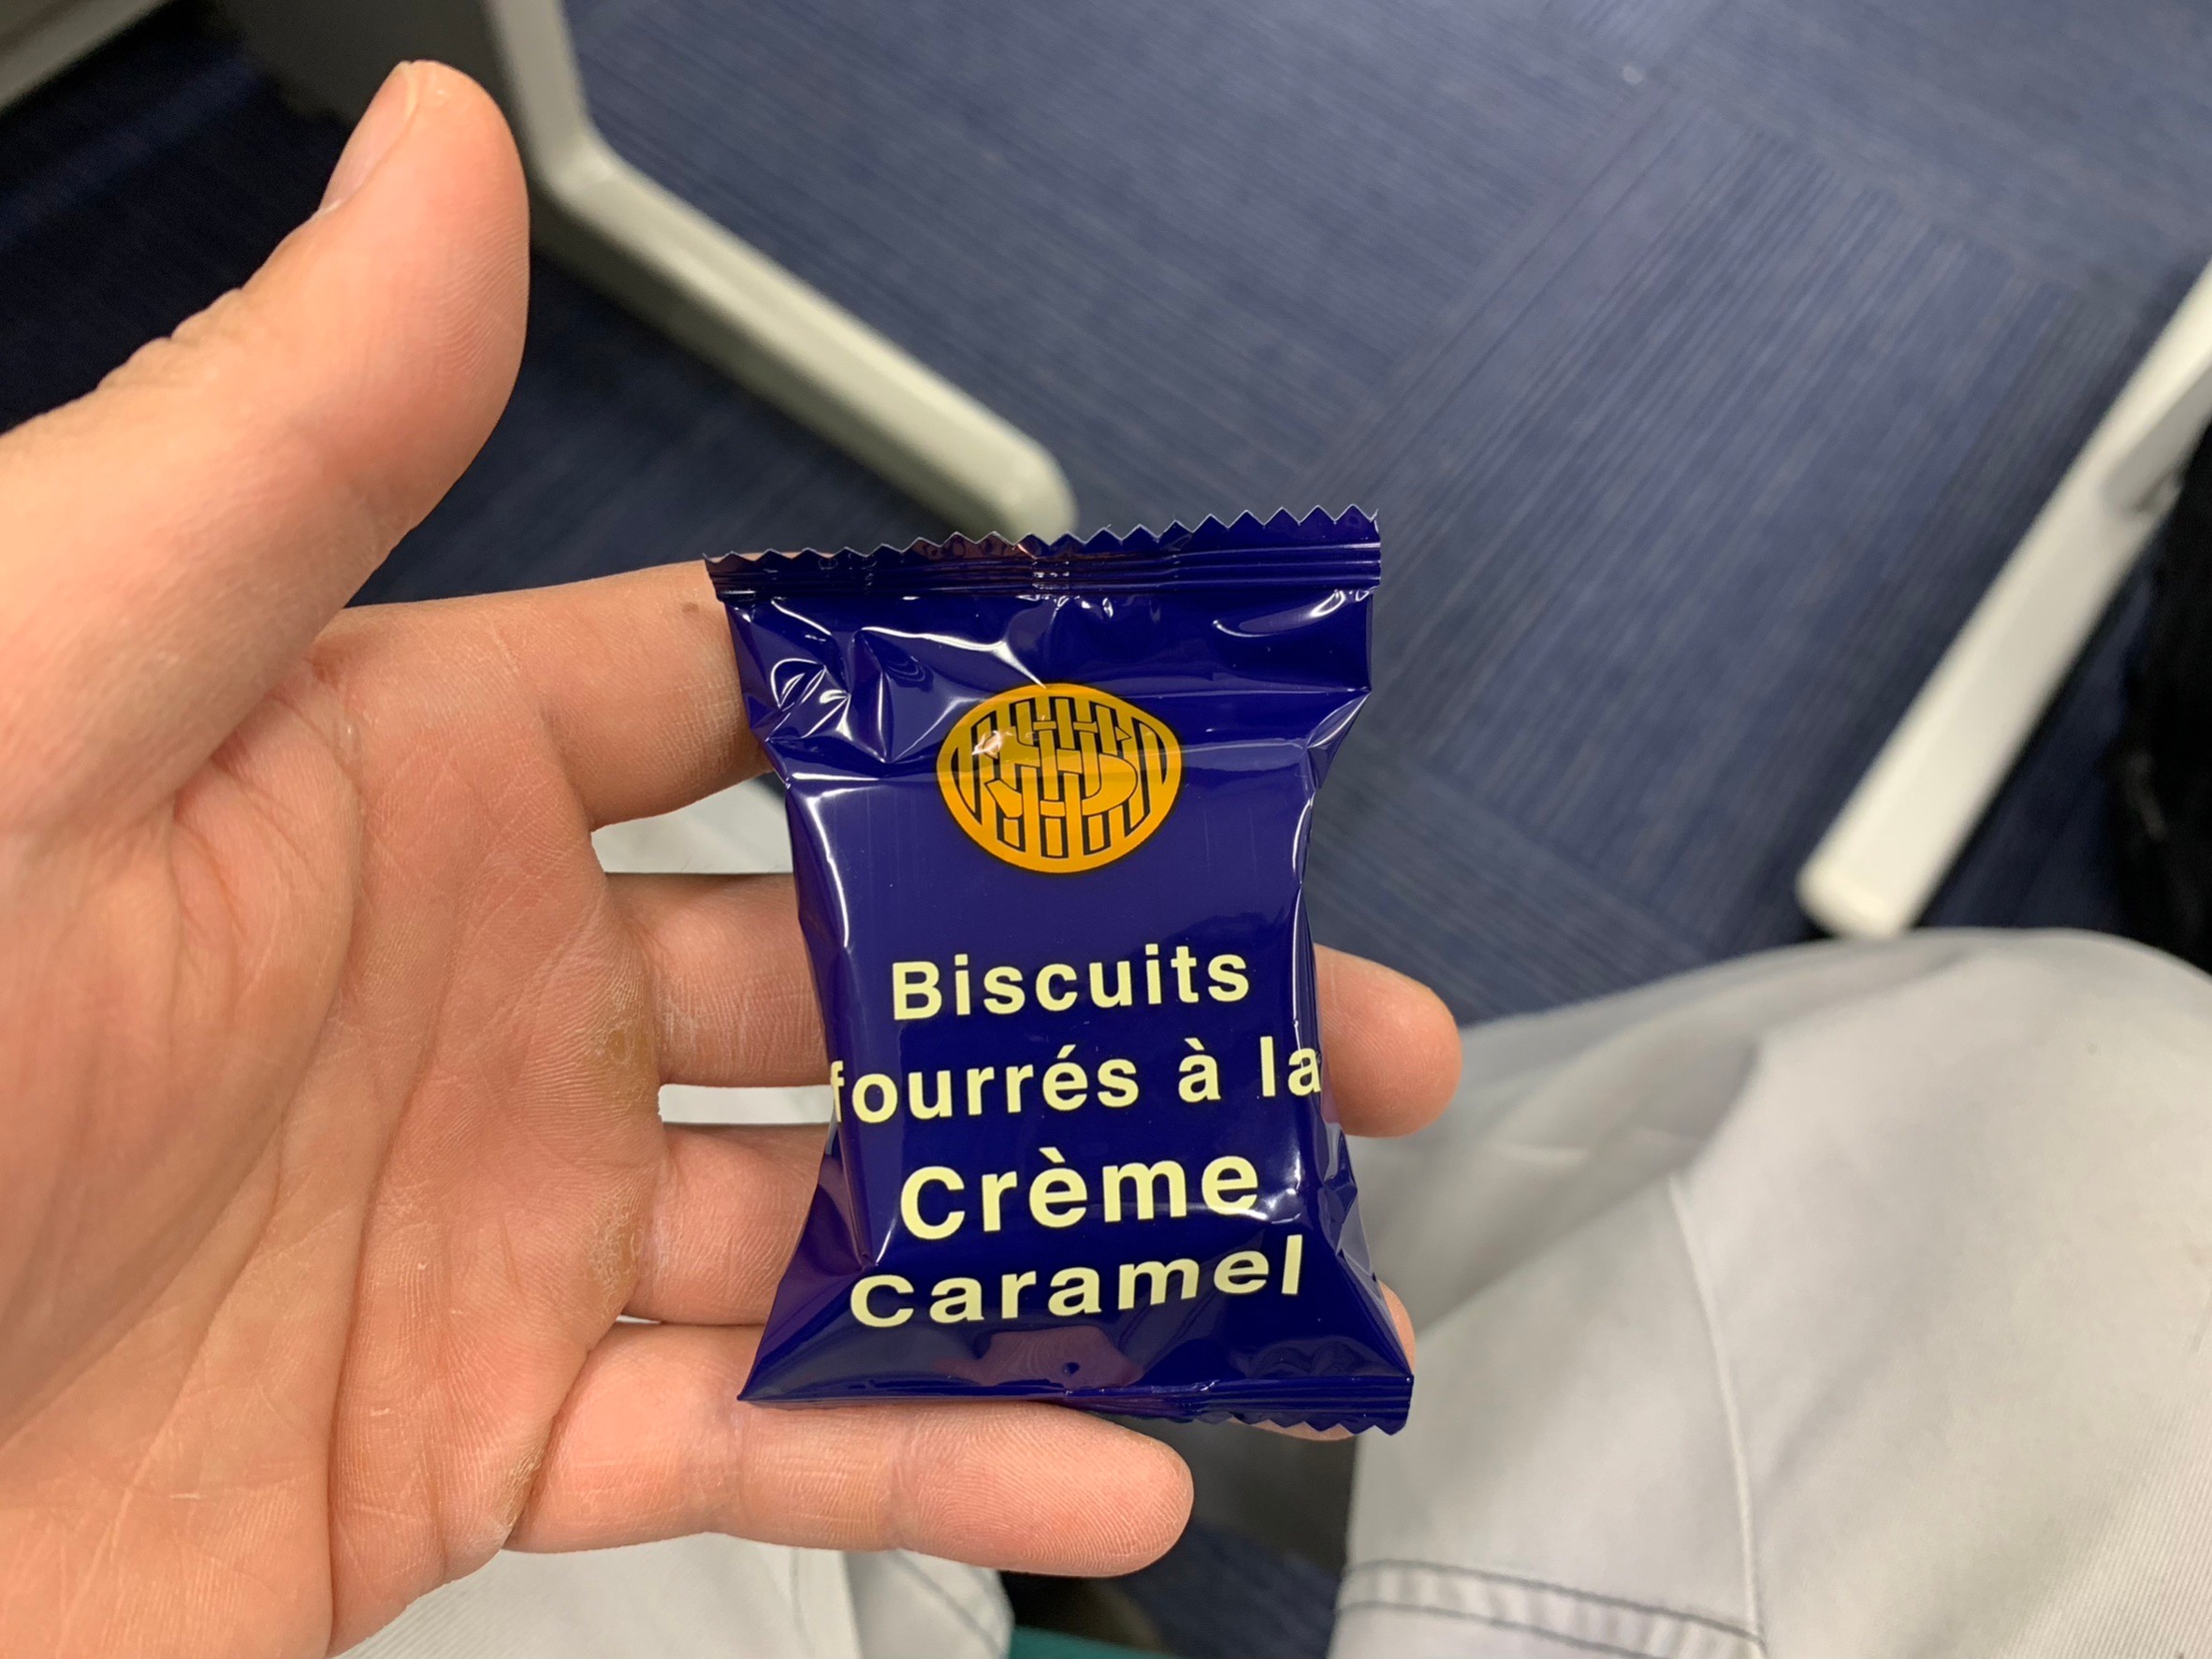 Biscuits
fourrés à la
Crème
Caramel